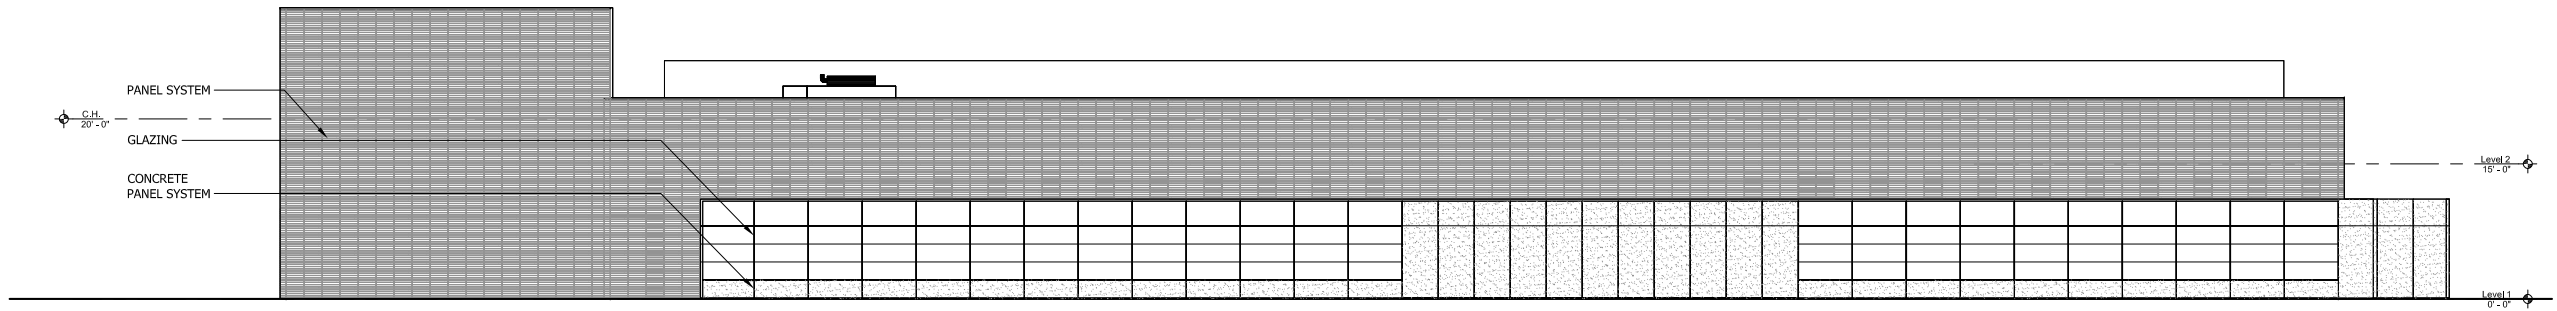 PANEL SYSTEM
C.H.
20' - 0"
GLAZING
CONCRETE
PANEL SYSTEM
Level 2
15' - 0"
Level 1
0' - 0"